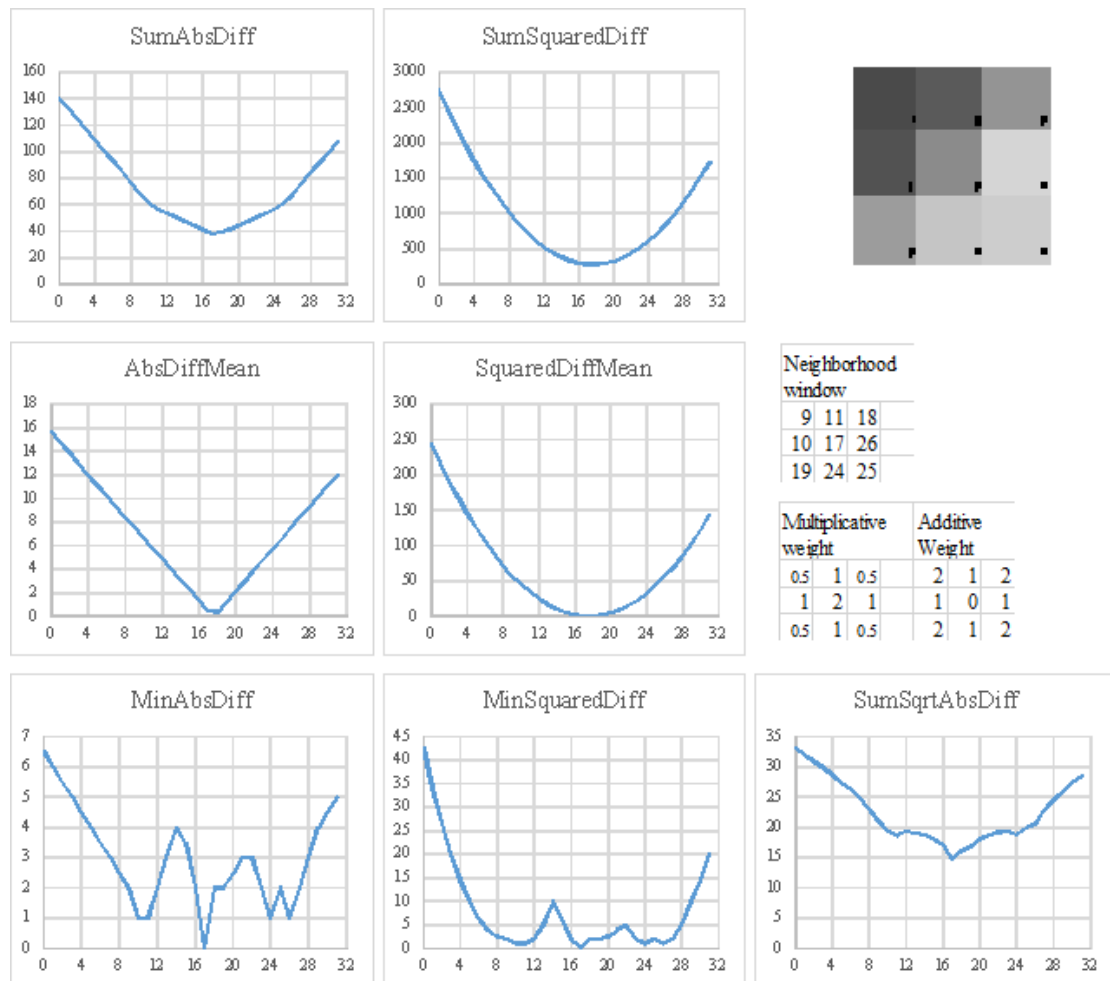 SumAbsDiff
160
140
120
100
80
60
40
20
0
0 4 8 12 16 20 24 28 32
SumSquaredDiff
3000
2500
2000
1500
1000
500
0
0 4 8 12 16 20 24 28 32
AbsDiffMean
18
16
14
12
10
8
6
4
2
0
0 4 8 12 16 20 24 28 32
SquaredDiffMean
300
250
200
150
100
50
0
0 4 8 12 16 20 24 28 32
Neighborhood
window
9 11 18
10 17 26
19 24 25
Multiplicative
weight
0.5 1 0.5
1 2 1
0.5 1 0.5
Additive
Weight
2 1 2
1 0 1
2 1 2
MinAbsDiff
7
6
5
4
3
2
1
0
0 4 8 12 16 20 24 28 32
MinSquaredDiff
45
40
35
30
25
20
15
10
5
0
0 4 8 12 16 20 24 28 32
SumSqrtAbsDiff
35
30
25
20
15
10
5
0
0 4 8 12 16 20 24 28 32